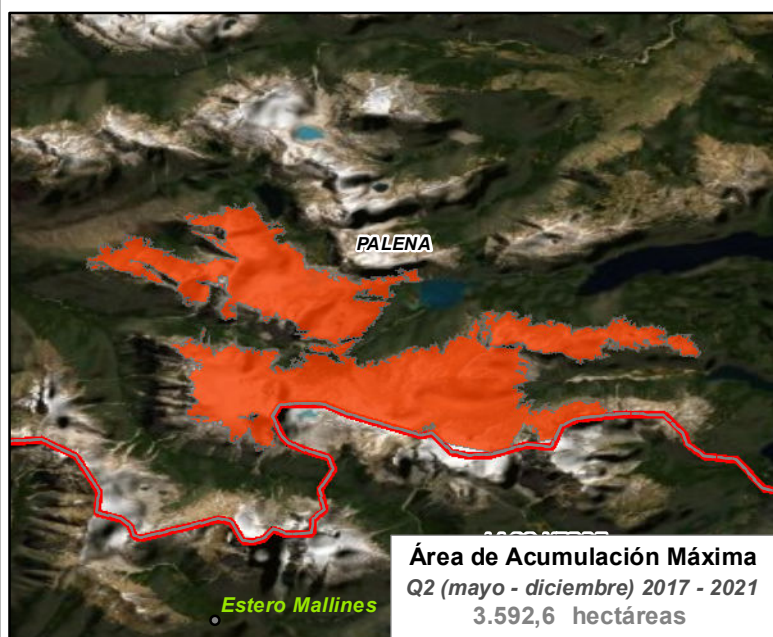 PALENA
Estero Mallines
Área de Acumulación Máxima
Q2 (mayo - diciembre) 2017 - 2021
3.592,6 hectáreas